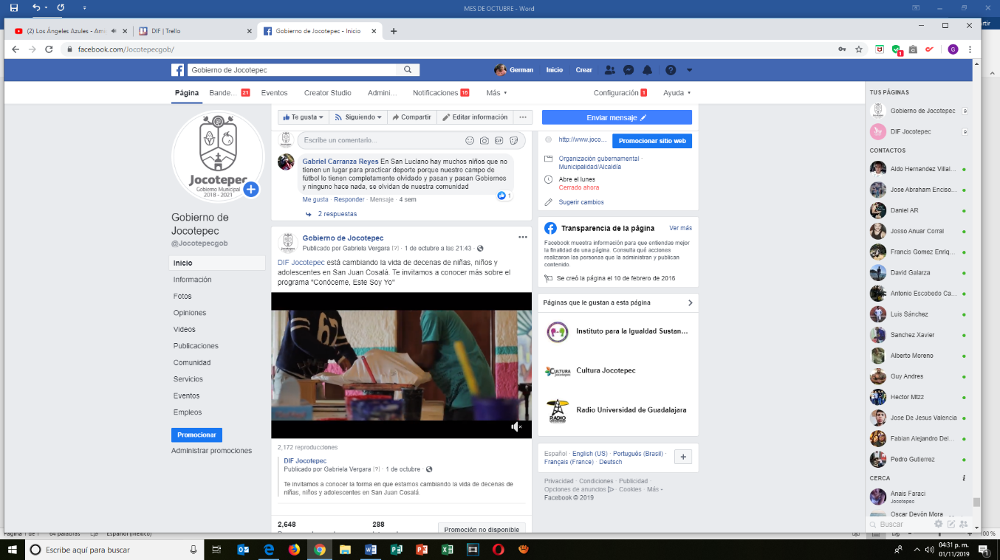 MES DE OCTUBRE - Word
(2) Los Ángeles Azules - Am
DIF | Trello
Gobierno de Jocotepec - Inicio
facebook.com/Jocotepecgob/
Gobierno de Jocotepec
German
Inicio
Crear
Página
Bande... 21
Eventos
Creator Studio
Admini...
Notificaciones 16
Más
Configuración 1
Ayuda
Te gusta
Siguiendo
Compartir
Editar información
...
Enviar mensaje
Jocotepec
Gobierno Municipal
2018 - 2021
Gobierno de
Jocotepec
@Jocotepecgob
Inicio
Información
Fotos
Opiniones
Videos
Publicaciones
Comunidad
Servicios
Eventos
Empleos
Promocionar
Administrar promociones
Escribe un comentario...
GIF
Gabriel Carranza Reyes En San Luciano hay muchos niños que no
tienen un lugar para practicar deporte porque nuestro campo de
fútbol lo tienen completamente olvidado y pasan y pasan Gobiernos
y ninguno hace nada, se olvidan de nuestra comunidad
1
Me gusta · Responder · Mensaje · 4 sem
2 respuestas
Gobierno de Jocotepec
Publicado por Gabriela Vergara [?] · 1 de octubre a las 21:43 ·
DIF Jocotepec está cambiando la vida de decenas de niñas, niños y
adolescentes en San Juan Cosalá. Te invitamos a conocer más sobre el
programa "Conóceme, Este Soy Yo"
2,172 reproducciones
DIF Jocotepec
Publicado por Gabriela Vergara [?] · 1 de octubre ·
Te invitamos a conocer la forma en que estamos cambiando la vida de decenas de
niñas, niños y adolescentes en San Juan Cosalá.
2,648
288
Promoción no disponible
http://www.joco...
Promocionar sitio web
Organización gubernamental ·
Municipalidad/Alcaldía
Abre el lunes
Cerrado ahora
Sugerir cambios
Transparencia de la página
Ver más
Facebook muestra información para que entiendas mejor
la finalidad de una página. Consulta qué acciones
realizaron las personas que la administran y publican
contenido.
Se creó la página el 10 de febrero de 2016
Páginas que le gustan a esta página
Instituto para la Igualdad Sustan...
CULTURA
Cultura Jocotepec
RADIO
Radio Universidad de Guadalajara
Español · English (US) · Português (Brasil) ·
Français (France) · Deutsch
Privacidad · Condiciones · Publicidad ·
Opciones de anuncios · Cookies · Más
Facebook © 2019
TUS PÁGINAS
Gobierno de Jocotepec 9
DIF Jocotepec 9
CONTACTOS
Aldo Hernandez Villal...
Jose Abraham Enciso...
Daniel AR
Josso Anuar Corral
Francis Gomez Enriq...
David Galarza
Antonio Escobedo Ca...
Luis Sánchez
Sanchez Xavier
Alberto Moreno
Guy Andres
Hector Mtzz
Jose De Jesus Valencia
Fabian Alejandro Del...
Pedro Gutierrez
CERCA
Anais Faraci
Jocotepec
Oscar Devón Mora
Buscar
Página 1 de 1
64 palabras
Español (México)
100 %
Escribe aquí para buscar
04:31 p. m.
01/11/2019